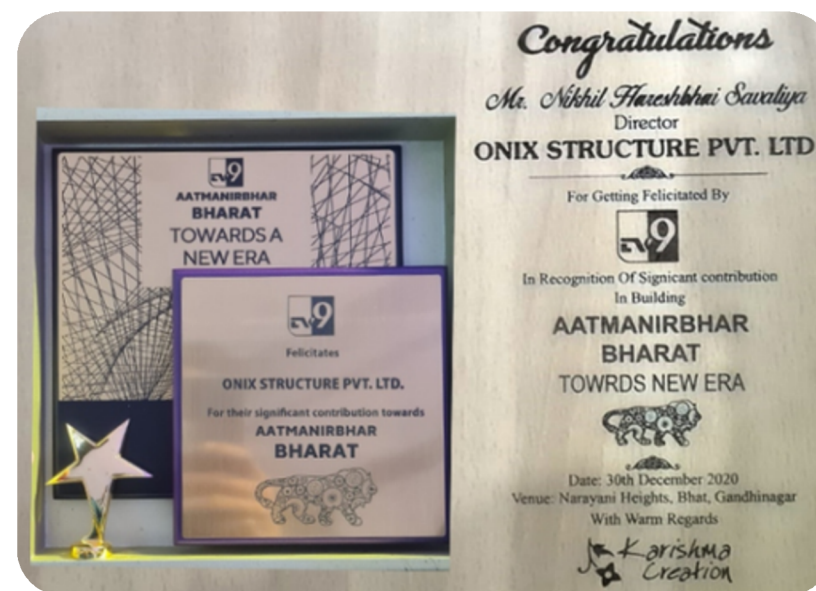 TV9
AATMANIRBHAR
BHARAT
TOWARDS A
NEW ERA
TV9
Felicitates
ONIX STRUCTURE PVT. LTD.
For their significant contribution towards
AATMANIRBHAR
BHARAT
Congratulations
Mr. Nikhil Hareshbhai Savaliya
Director
ONIX STRUCTURE PVT. LTD
For Getting Felicitated By
TV9
In Recognition Of Signicant contribution
In Building
AATMANIRBHAR
BHARAT
TOWRDS NEW ERA
Date: 30th December 2020
Venue: Narayani Heights, Bhat, Gandhinagar
With Warm Regards
Karishma
Creation